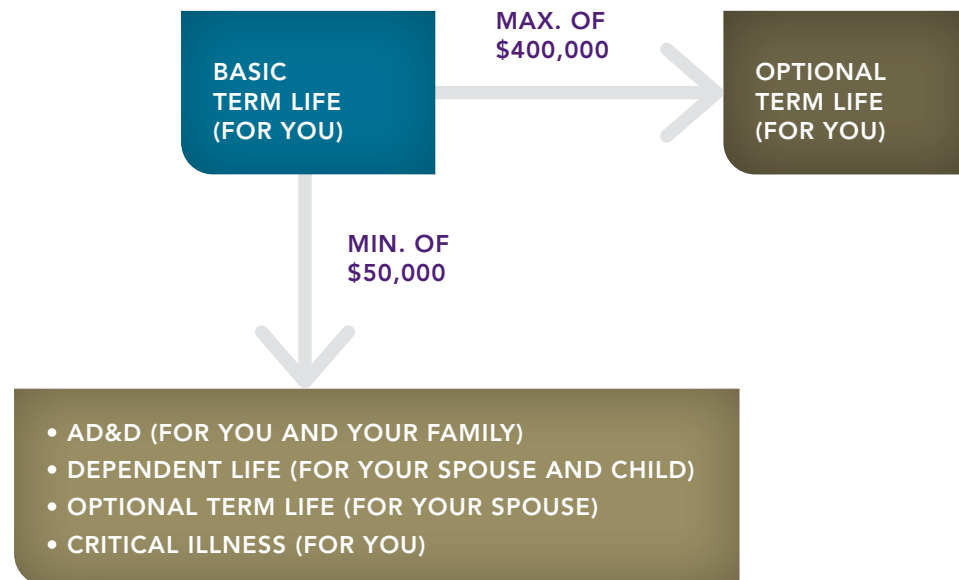 BASIC
TERM LIFE
(FOR YOU)
MAX. OF
$400,000
OPTIONAL
TERM LIFE
(FOR YOU)
MIN. OF
$50,000
• AD&D (FOR YOU AND YOUR FAMILY)
• DEPENDENT LIFE (FOR YOUR SPOUSE AND CHILD)
• OPTIONAL TERM LIFE (FOR YOUR SPOUSE)
• CRITICAL ILLNESS (FOR YOU)